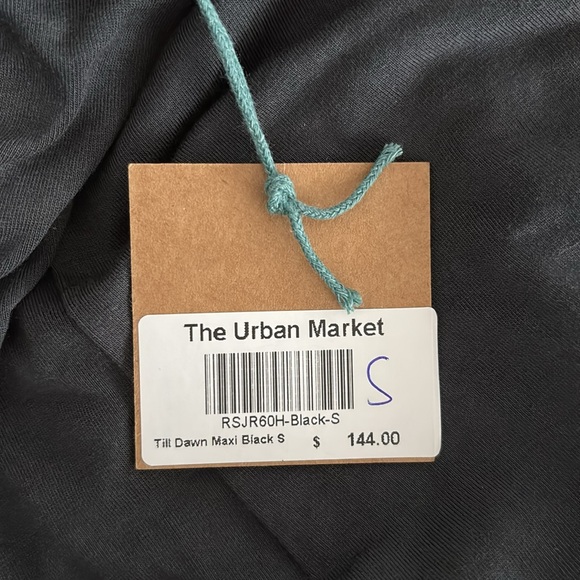 The Urban Market
S
RSJR60H-Black-S
Till Dawn Maxi Black S $ 144.00